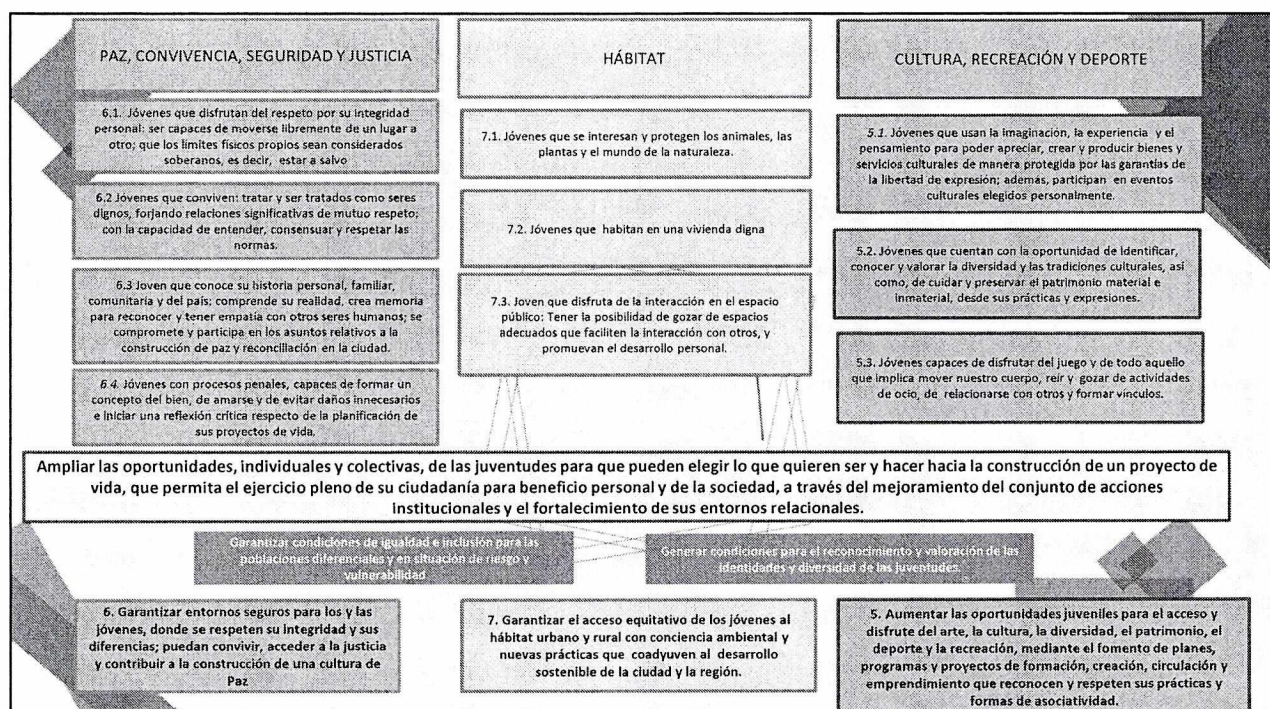 PAZ, CONVIVENCIA, SEGURIDAD Y JUSTICIA
6.1. Jóvenes que disfrutan del respeto por su integridad
personal: ser capaces de moverse libremente de un lugar a
otro; que los límites físicos propios sean considerados
soberanos, es decir, estar a salvo
6.2 Jóvenes que conviven: tratar y ser tratados como seres
dignos, forjando relaciones significativas de mutuo respeto;
con la capacidad de entender, consensuar y respetar las
normas.
6.3 Joven que conoce su historia personal, familiar,
comunitaria y del país; comprende su realidad, crea memoria
para reconocer y tener empatía con otros seres humanos; se
compromete y participa en los asuntos relativos a la
construcción de paz y reconciliación en la ciudad.
6.4. Jóvenes con procesos penales, capaces de formar un
concepto del bien, de amarse y de evitar daños innecesarios
e iniciar una reflexión crítica respecto de la planificación de
sus proyectos de vida.
HÁBITAT
7.1. Jóvenes que se interesan y protegen los animales, las
plantas y el mundo de la naturaleza.
7.2. Jóvenes que habitan en una vivienda digna
7.3. Joven que disfruta de la interacción en el espacio
público: Tener la posibilidad de gozar de espacios
adecuados que faciliten la interacción con otros, y
promuevan el desarrollo personal.
CULTURA, RECREACIÓN Y DEPORTE
5.1. Jóvenes que usan la imaginación, la experiencia y el
pensamiento para poder apreciar, crear y producir bienes y
servicios culturales de manera protegida por las garantías de
la libertad de expresión; además, participan en eventos
culturales elegidos personalmente.
5.2. Jóvenes que cuentan con la oportunidad de identificar,
conocer y valorar la diversidad y las tradiciones culturales, así
como, de cuidar y preservar el patrimonio material e
inmaterial, desde sus prácticas y expresiones.
5.3. Jóvenes capaces de disfrutar del juego y de todo aquello
que implica mover nuestro cuerpo, reír y gozar de actividades
de ocio, de relacionarse con otros y formar vínculos.
Ampliar las oportunidades, individuales y colectivas, de las juventudes para que pueden elegir lo que quieren ser y hacer hacia la construcción de un proyecto de
vida, que permita el ejercicio pleno de su ciudadanía para beneficio personal y de la sociedad, a través del mejoramiento del conjunto de acciones
institucionales y el fortalecimiento de sus entornos relacionales.
Garantizar condiciones de igualdad e inclusión para las
poblaciones diferenciales y en situación de riesgo y
vulnerabilidad
Generar condiciones para el reconocimiento y valoración de las
identidades y diversidad de las juventudes.
6. Garantizar entornos seguros para los y las
jóvenes, donde se respeten su integridad y sus
diferencias; puedan convivir, acceder a la justicia
y contribuir a la construcción de una cultura de
Paz
7. Garantizar el acceso equitativo de los jóvenes al
hábitat urbano y rural con conciencia ambiental y
nuevas prácticas que coadyuven al desarrollo
sostenible de la ciudad y la región.
5. Aumentar las oportunidades juveniles para el acceso y
disfrute del arte, la cultura, la diversidad, el patrimonio, el
deporte y la recreación, mediante el fomento de planes,
programas y proyectos de formación, creación, circulación y
emprendimiento que reconocen y respeten sus prácticas y
formas de asociatividad.